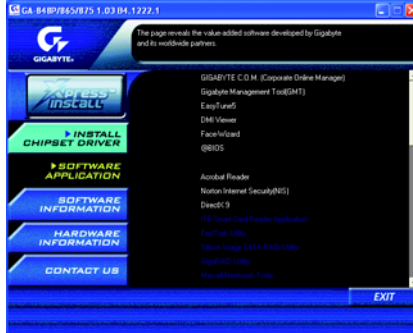 GA-848P/865/875 1.03 B4.1222.1
The page reveals the value-added software developed by Gigabyte
and its worldwide partners.
GIGABYTE
Xpress
INSTALL
INSTALL
CHIPSET DRIVER
SOFTWARE
APPLICATION
SOFTWARE
INFORMATION
HARDWARE
INFORMATION
CONTACT US
GIGABYTE C.O.M. (Corporate Online Manager)
Gigabyte Management Tool(GMT)
EasyTune5
DMI Viewer
Face-Wizard
@BIOS
Acrobat Reader
Norton Internet Security(NIS)
DirectX 9
EXIT